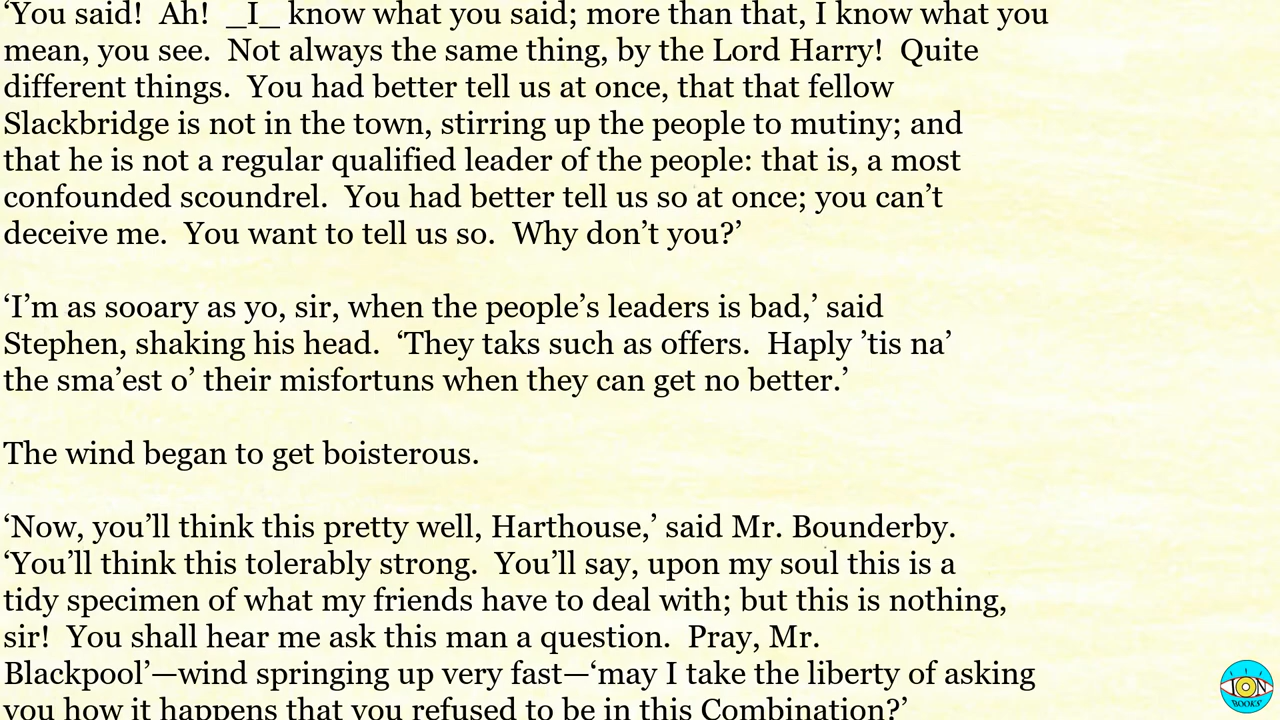 ‘You said!  Ah!  _I_ know what you said; more than that, I know what you
mean, you see.  Not always the same thing, by the Lord Harry!  Quite
different things.  You had better tell us at once, that that fellow
Slackbridge is not in the town, stirring up the people to mutiny; and
that he is not a regular qualified leader of the people: that is, a most
confounded scoundrel.  You had better tell us so at once; you can’t
deceive me.  You want to tell us so.  Why don’t you?’
‘I’m as sooary as yo, sir, when the people’s leaders is bad,’ said
Stephen, shaking his head.  ‘They taks such as offers.  Haply ’tis na’
the sma’est o’ their misfortuns when they can get no better.’
The wind began to get boisterous.
‘Now, you’ll think this pretty well, Harthouse,’ said Mr. Bounderby.
‘You’ll think this tolerably strong.  You’ll say, upon my soul this is a
tidy specimen of what my friends have to deal with; but this is nothing,
sir!  You shall hear me ask this man a question.  Pray, Mr.
Blackpool’—wind springing up very fast—‘may I take the liberty of asking
you how it happens that you refused to be in this Combination?’
ION
BOOKS